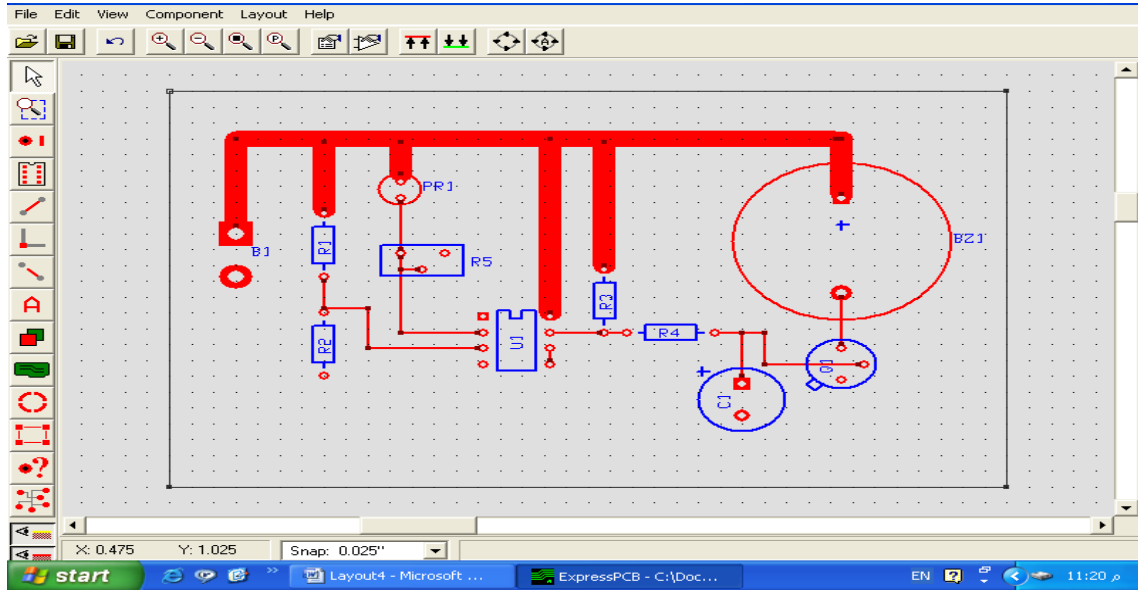 File Edit View Component Layout Help
PR1
B1
R1
R5
BZ1
R3
U1
R4
R2
Q1
C1
X: 0.475 Y: 1.025 Snap: 0.025"
start Layout4 - Microsoft ... ExpressPCB - C:\Doc... EN 11:20 م